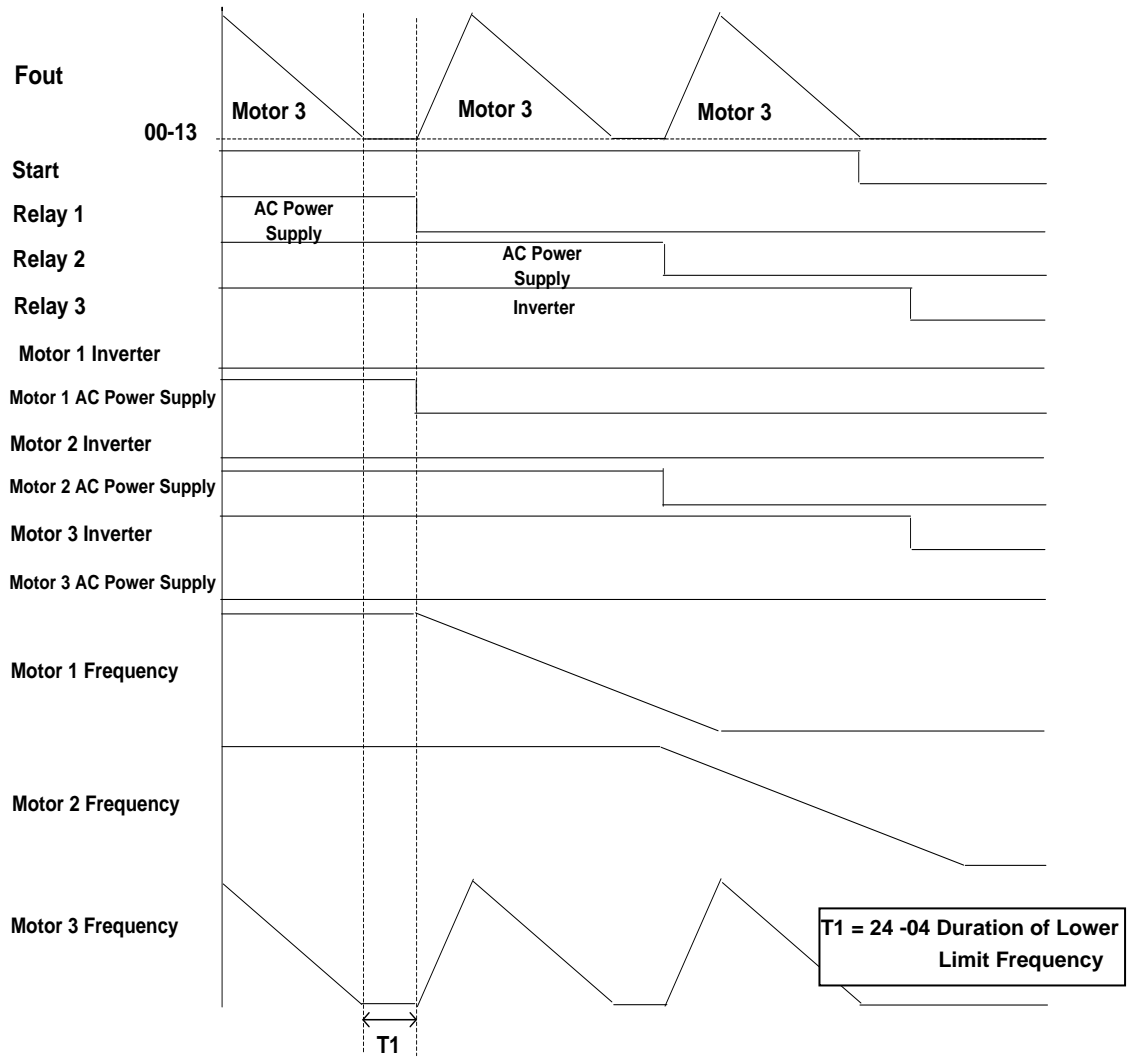 Fout
Motor 3
Motor 3
Motor 3
00-13
Start
Relay 1
AC Power
Supply
Relay 2
AC Power
Supply
Relay 3
Inverter
Motor 1 Inverter
Motor 1 AC Power Supply
Motor 2 Inverter
Motor 2 AC Power Supply
Motor 3 Inverter
Motor 3 AC Power Supply
Motor 1 Frequency
Motor 2 Frequency
Motor 3 Frequency
T1 = 24 -04 Duration of Lower
Limit Frequency
T1